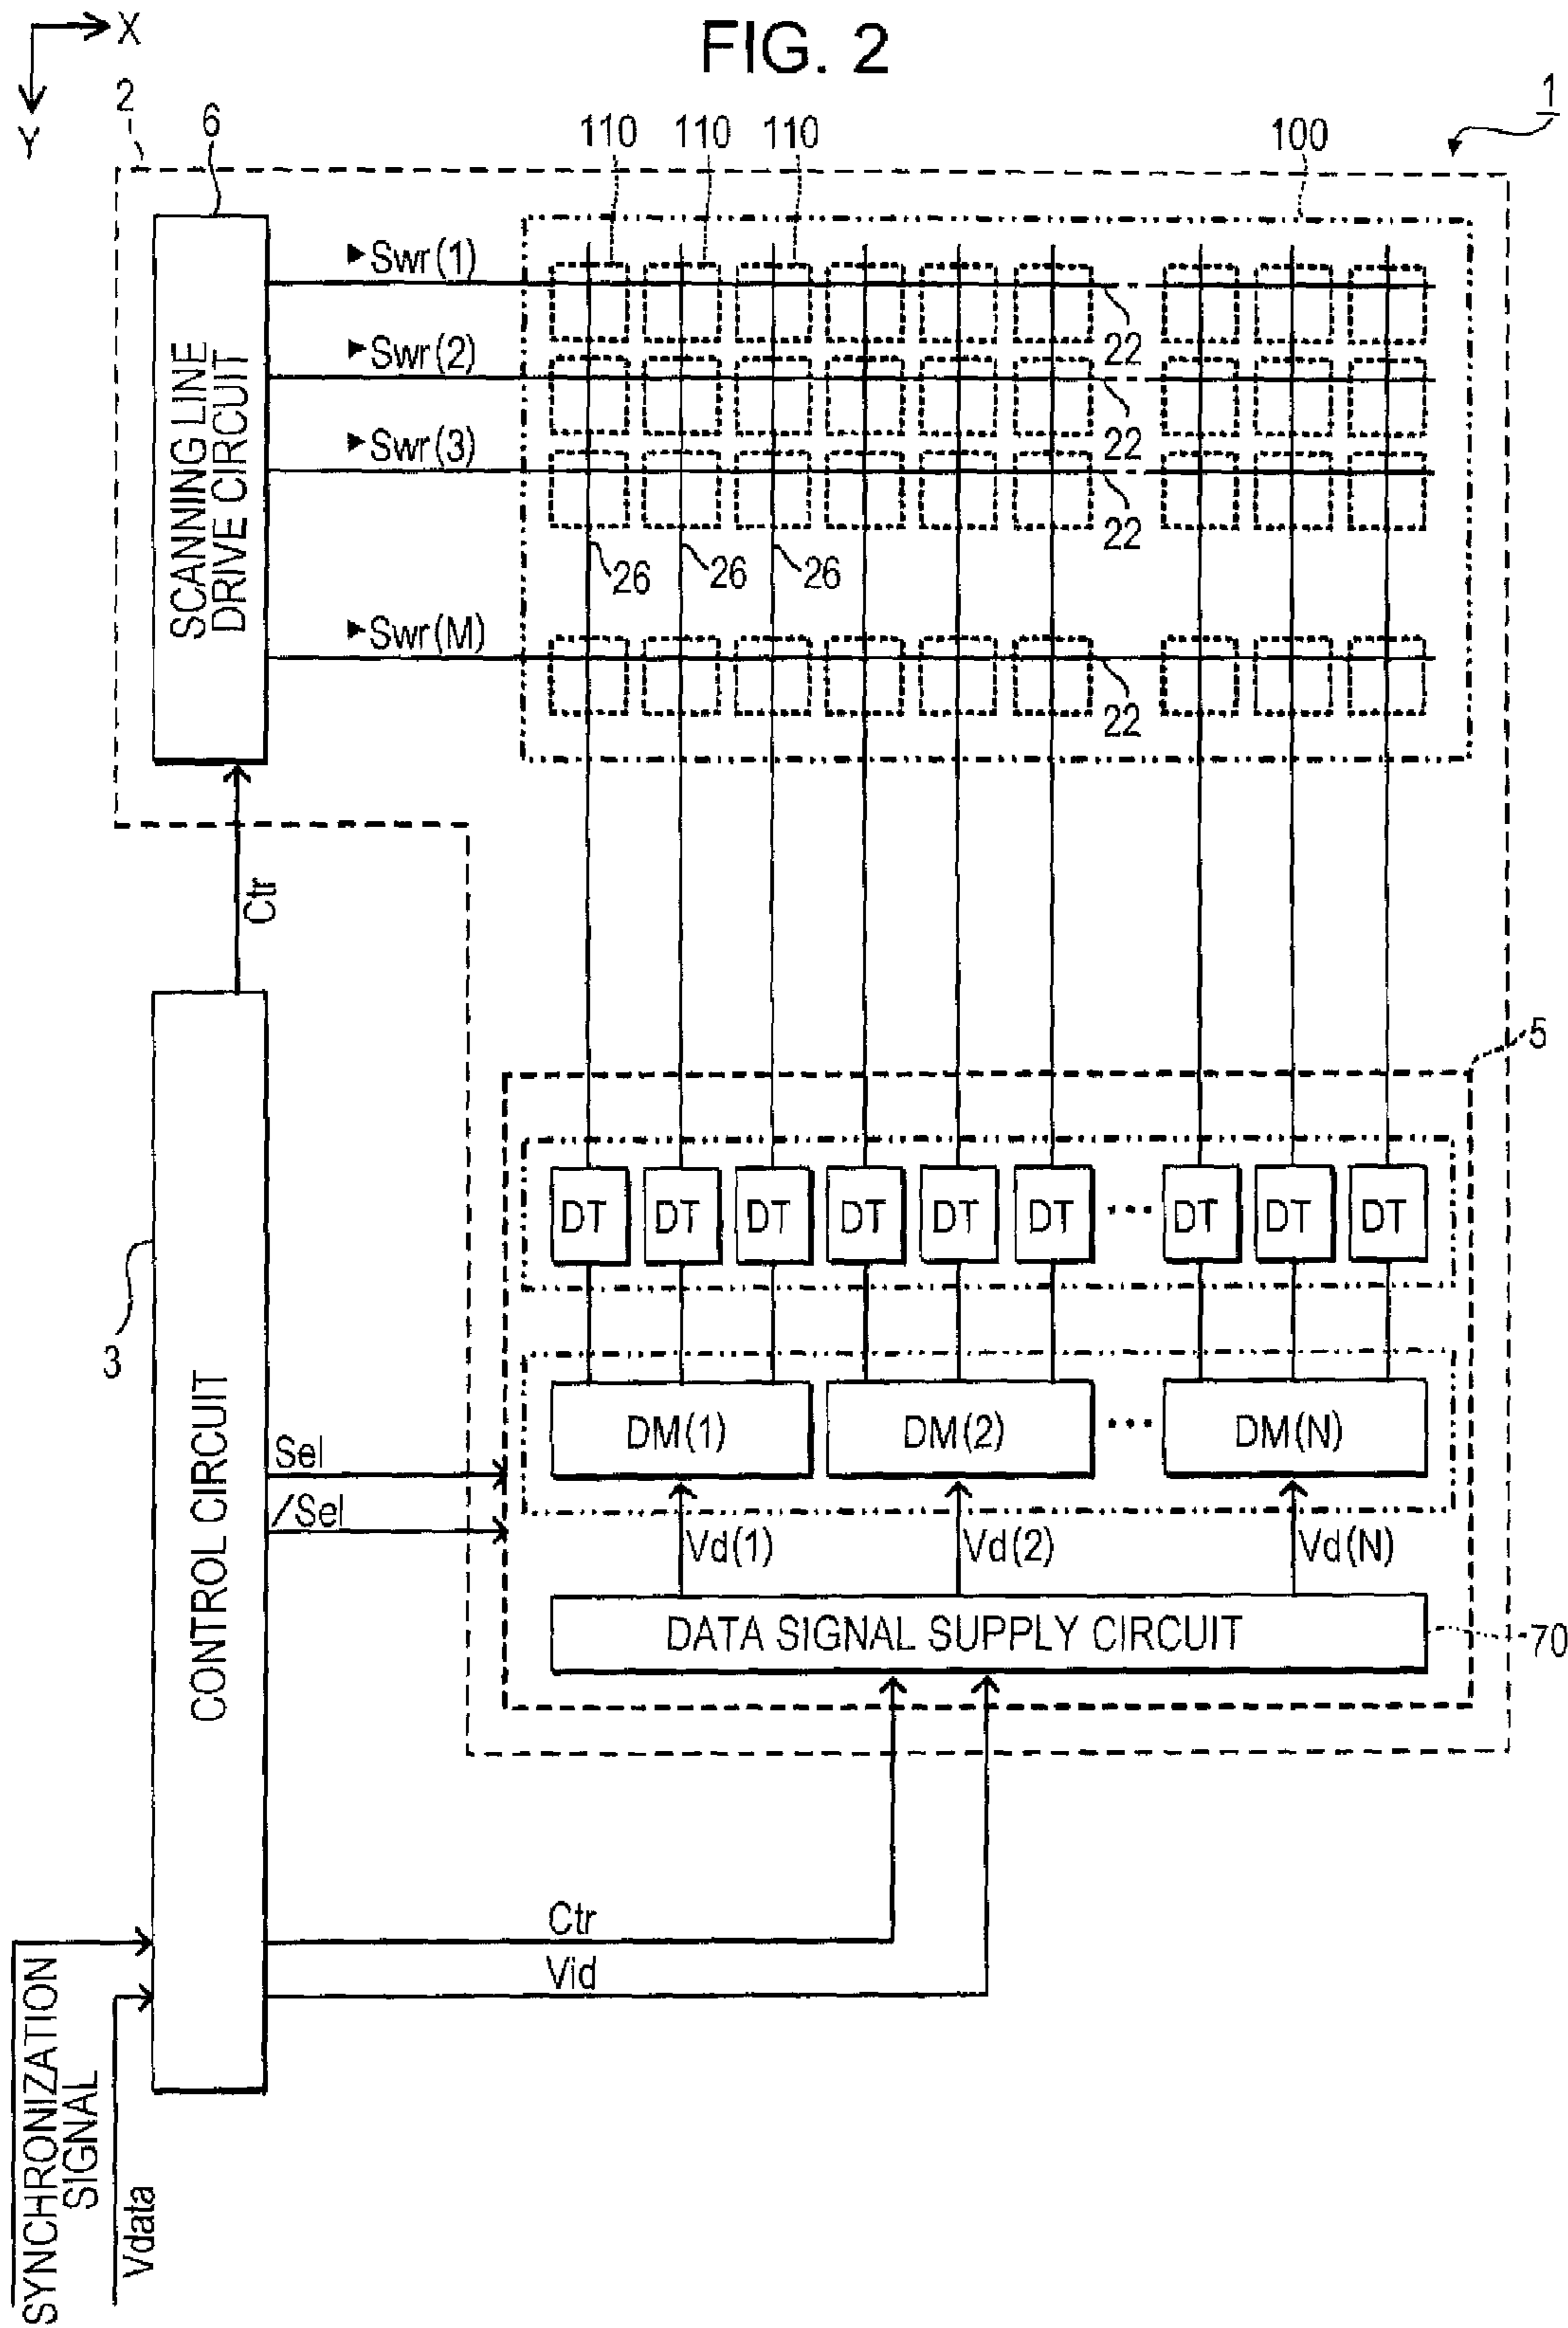 FIG. 2
X
Y
2
6
110 110 110
100
1
▶Swr(1)
22
▶Swr(2)
22
▶Swr(3)
22
26 26 26
▶Swr(M)
22
SCANNING LINE
DRIVE CIRCUIT
Ctr
5
DT DT DT DT DT DT ••• DT DT DT
3
CONTROL CIRCUIT
DM(1) DM(2) ••• DM(N)
Sel
/Sel
Vd(1) Vd(2) Vd(N)
DATA SIGNAL SUPPLY CIRCUIT
70
Ctr
Vid
SYNCHRONIZATION
SIGNAL
Vdata